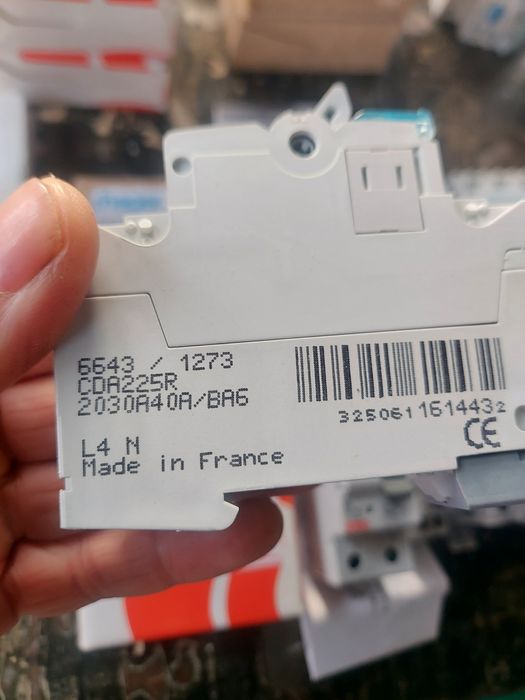 6643 / 1273
CDA225R
2030A40A/BA6
L4 N
Made in France
3250611614432
CE